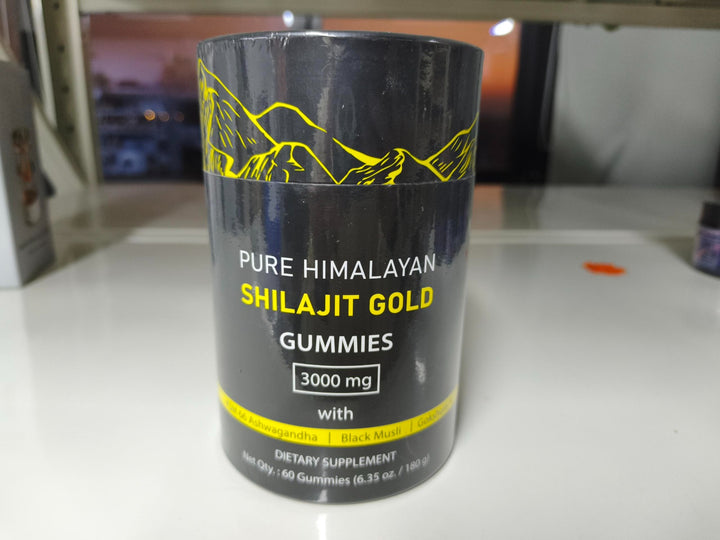 PURE HIMALAYAN
SHILAJIT GOLD
GUMMIES
3000 mg
with
66 Ashwagandha | Black Musli |
DIETARY SUPPLEMENT
Net Qty. : 60 Gummies (6.35 oz. / 180 g)